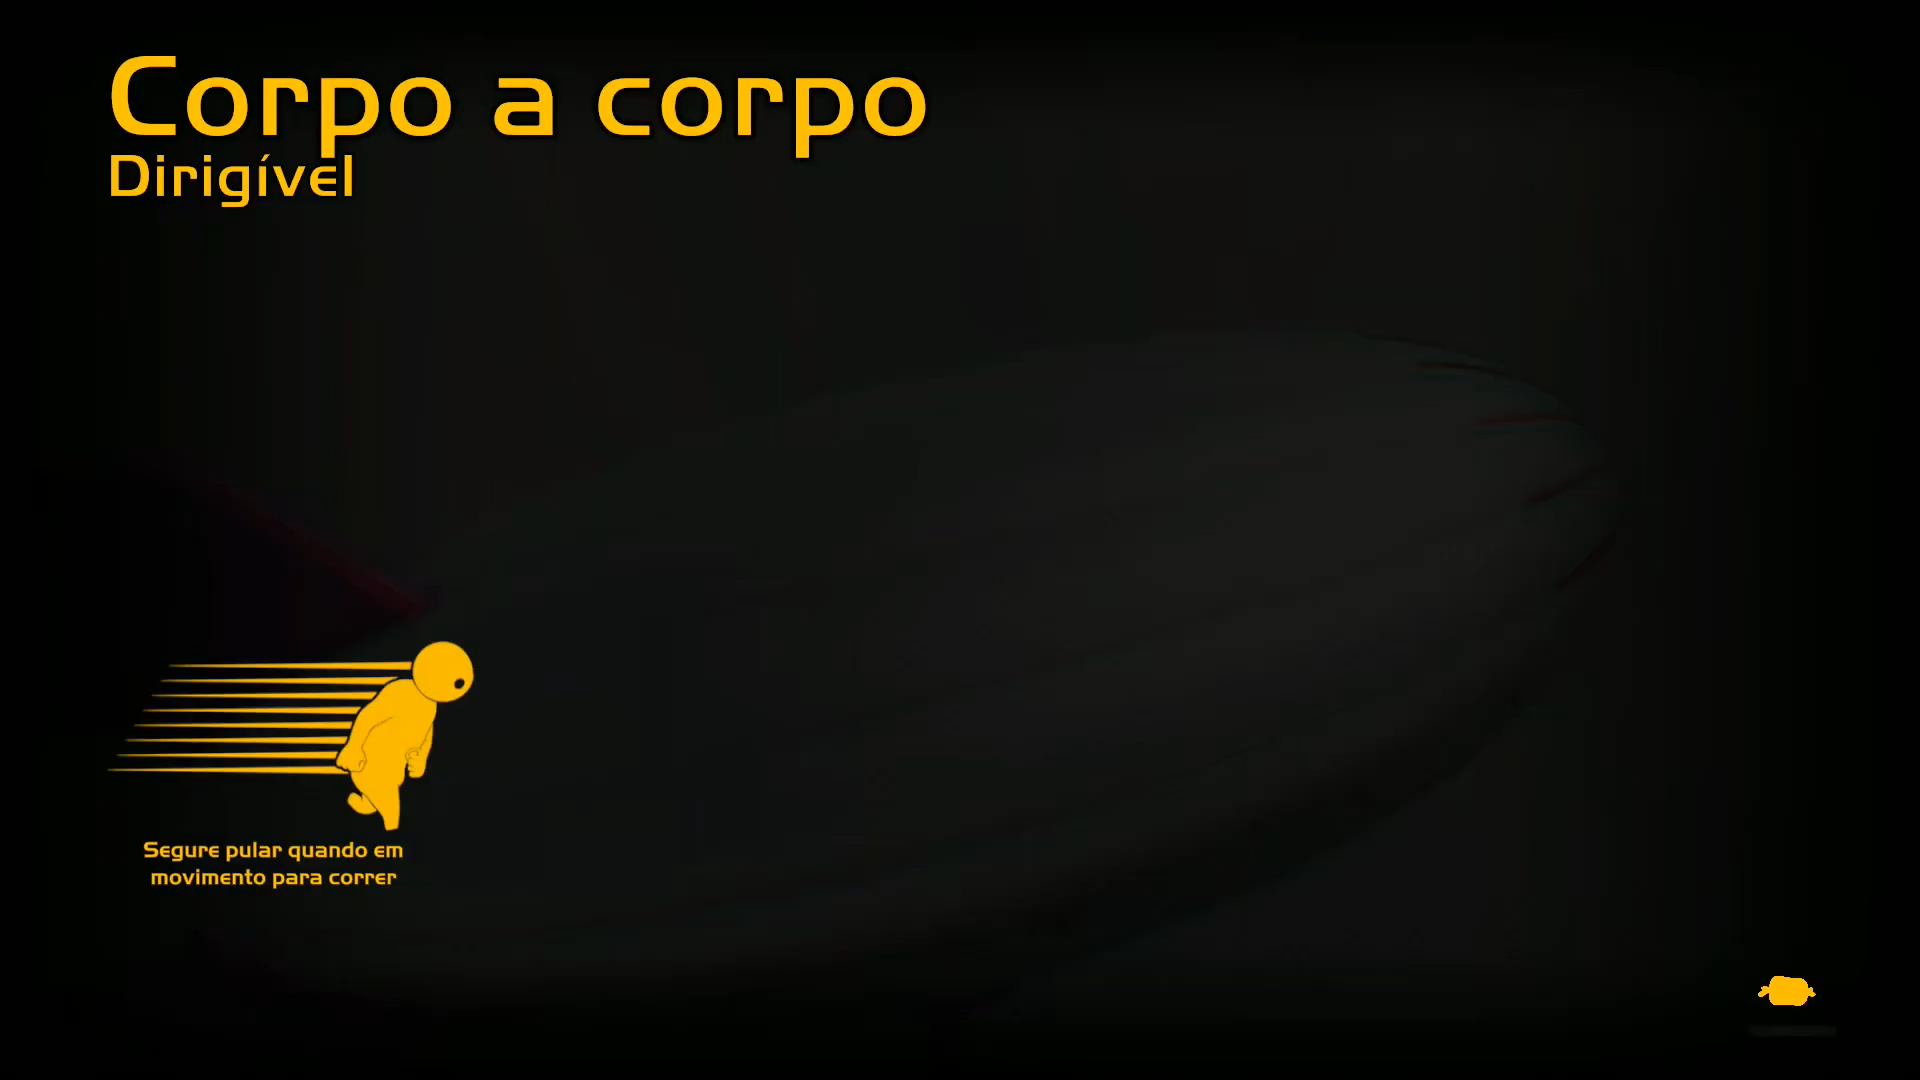 Corpo a corpo
Dirigível
Segure pular quando em
movimento para correr